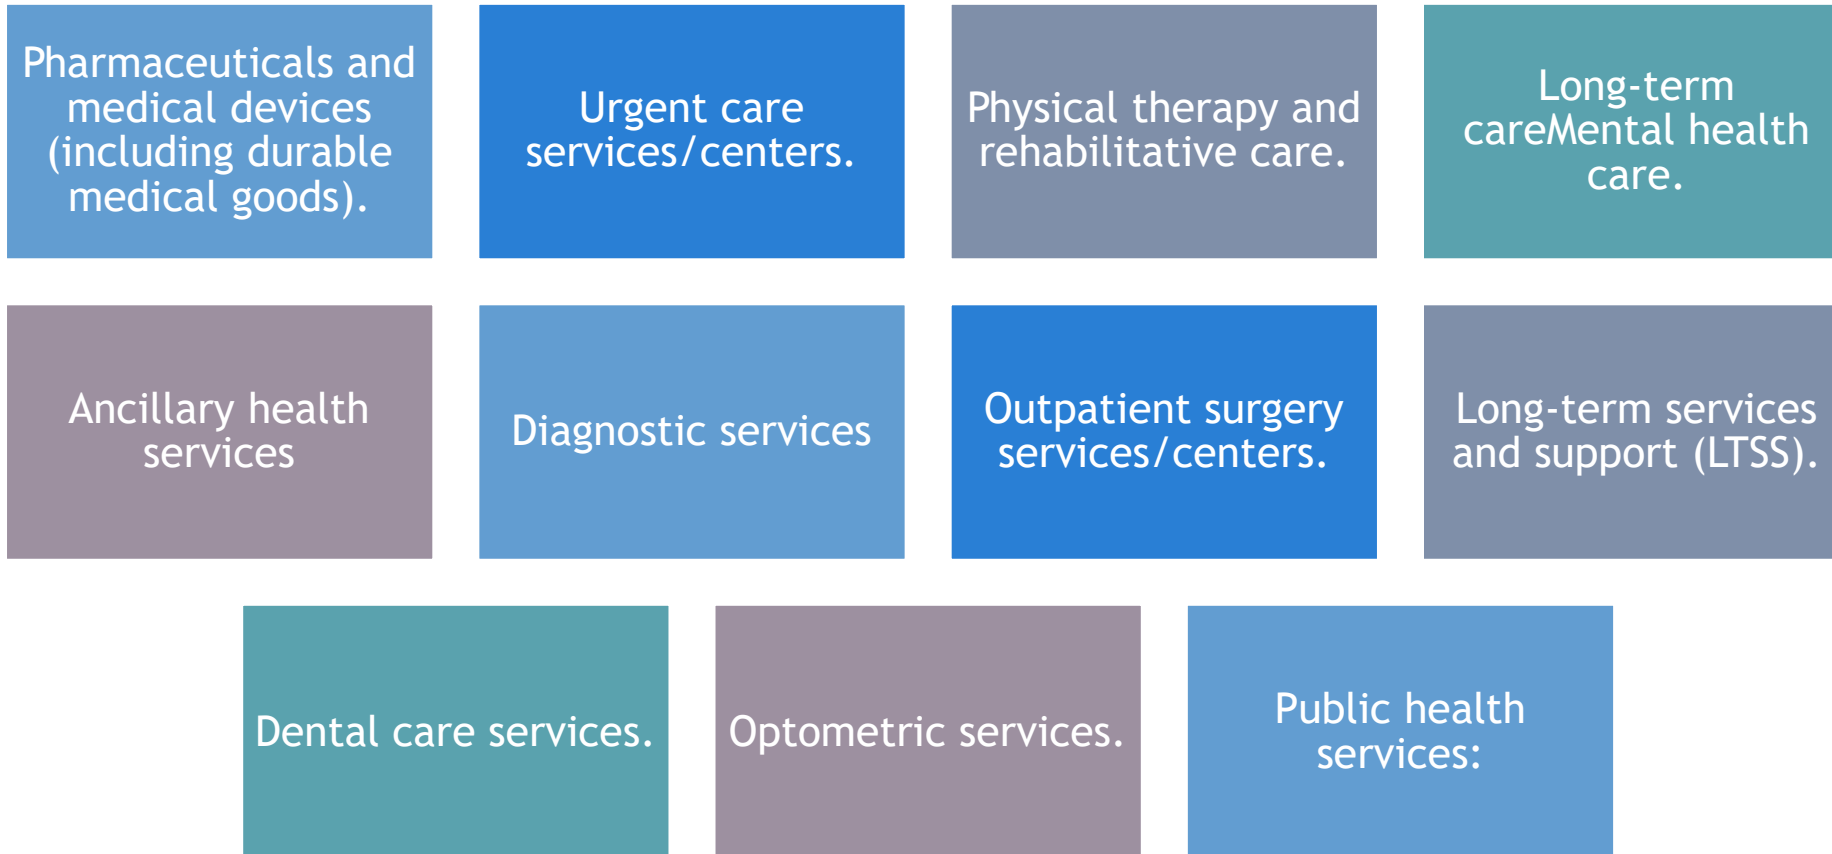 Pharmaceuticals and
medical devices
(including durable
medical goods).
Urgent care
services/centers.
Physical therapy and
rehabilitative care.
Long-term
careMental health
care.
Ancillary health
services
Diagnostic services
Outpatient surgery
services/centers.
Long-term services
and support (LTSS).
Dental care services.
Optometric services.
Public health
services: